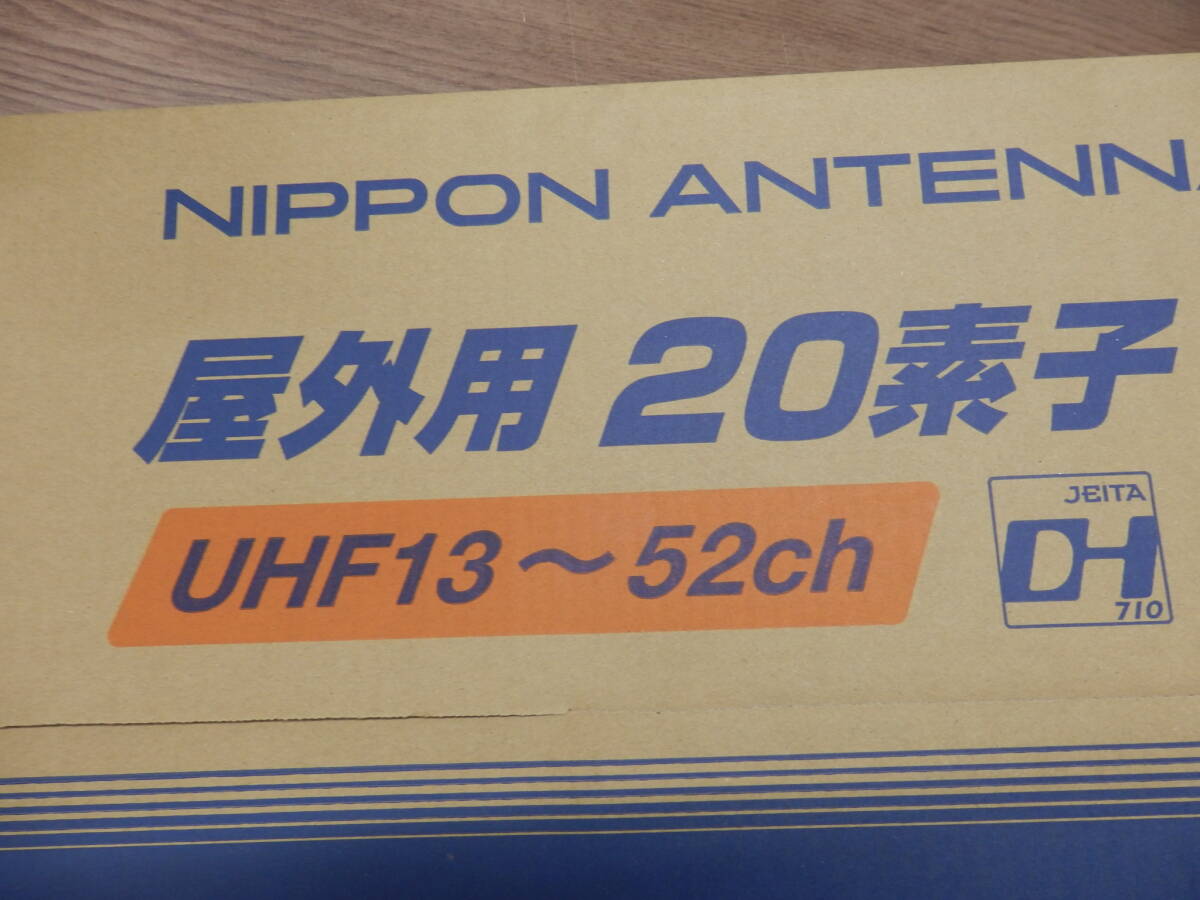 NIPPON ANTENNA
屋外用 20素子
UHF13～52ch
JEITA
DH
710